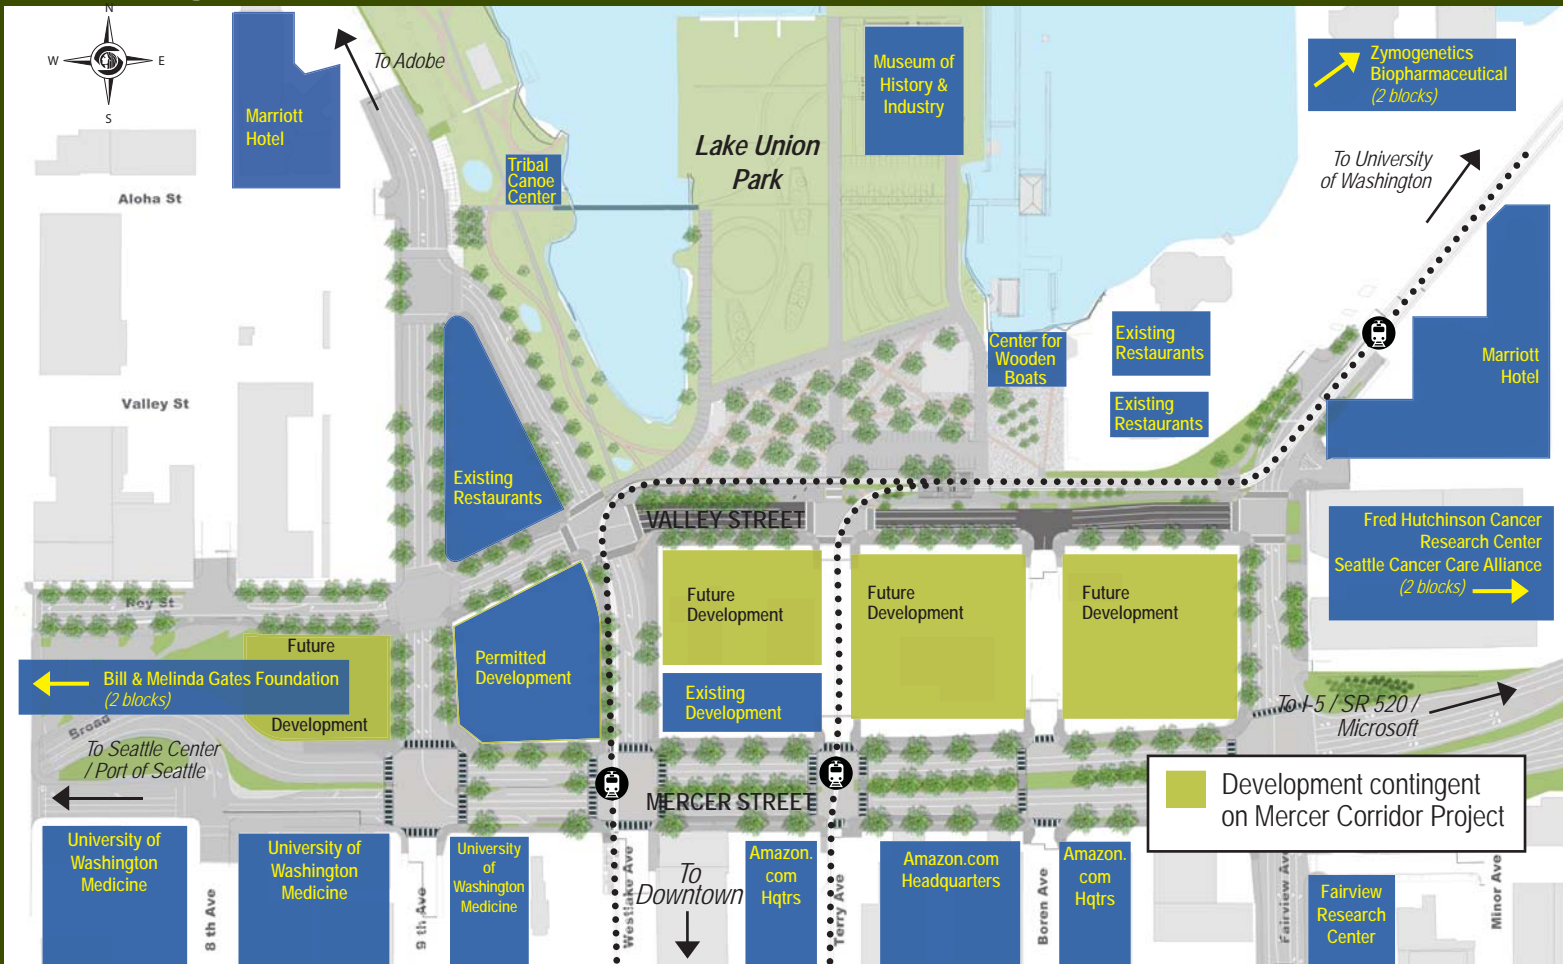 N
W
E
S
To Adobe
Marriott
Hotel
Museum of
History &
Industry
Zymogenetics
Biopharmaceutical
(2 blocks)
Lake Union
Park
Tribal
Canoe
Center
To University
of Washington
Aloha St
Center for
Wooden
Boats
Existing
Restaurants
Marriott
Hotel
Valley St
Existing
Restaurants
Existing
Restaurants
VALLEY STREET
Fred Hutchinson Cancer
Research Center
Seattle Cancer Care Alliance
(2 blocks)
Roy St
Future
Development
Future
Development
Future
Development
Future
Development
Permitted
Development
Bill & Melinda Gates Foundation
(2 blocks)
Existing
Development
Broad
To Seattle Center
/ Port of Seattle
To I-5 / SR 520 /
Microsoft
MERCER STREET
Development contingent
on Mercer Corridor Project
University of
Washington
Medicine
8 th Ave
University of
Washington
Medicine
9 th Ave
University
of
Washington
Medicine
Westlake Ave
To
Downtown
Amazon.
com
Hqtrs
Terry Ave
Amazon.com
Headquarters
Boren Ave
Amazon.
com
Hqtrs
Fairview Ave
Fairview
Research
Center
Minor Ave